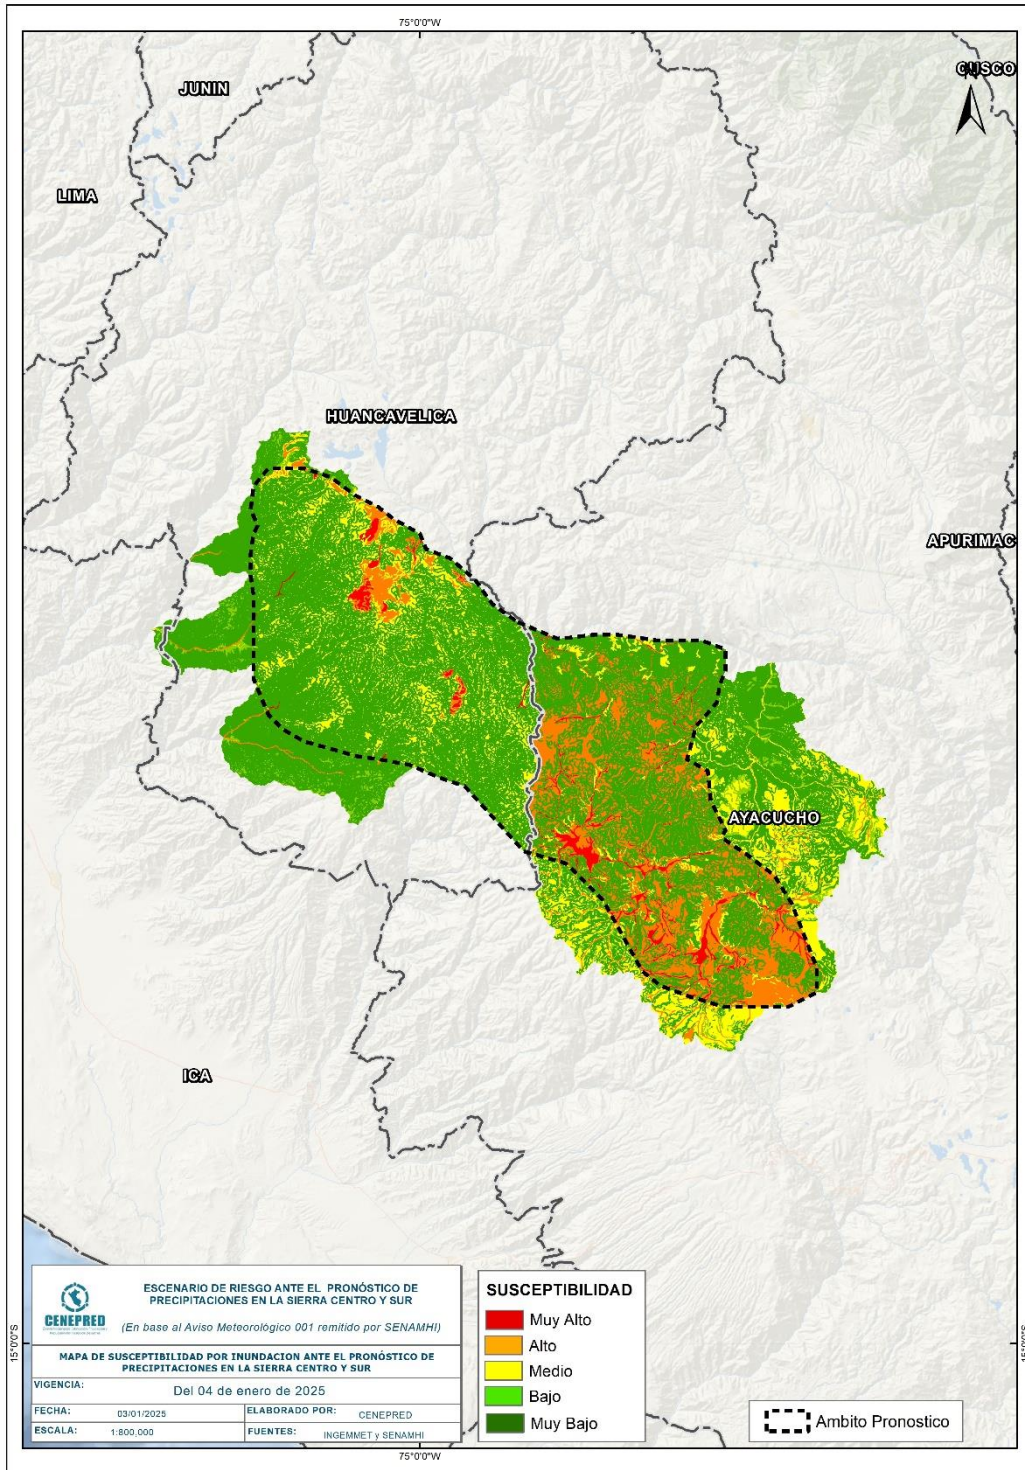 75°0'0"W
JUNIN
CUSCO
N
LIMA
HUANCAVELICA
APURIMAC
AYACUCHO
ICA
15°0'0"S
15°0'0"S
CENEPRED
ESCENARIO DE RIESGO ANTE EL PRONÓSTICO DE
PRECIPITACIONES EN LA SIERRA CENTRO Y SUR
(En base al Aviso Meteorológico 001 remitido por SENAMHI)
MAPA DE SUSCEPTIBILIDAD POR INUNDACION ANTE EL PRONÓSTICO DE
PRECIPITACIONES EN LA SIERRA CENTRO Y SUR
VIGENCIA: Del 04 de enero de 2025
FECHA: 03/01/2025 ELABORADO POR: CENEPRED
ESCALA: 1:800,000 FUENTES: INGEMMET y SENAMHI
SUSCEPTIBILIDAD
Muy Alto
Alto
Medio
Bajo
Muy Bajo
Ambito Pronostico
75°0'0"W